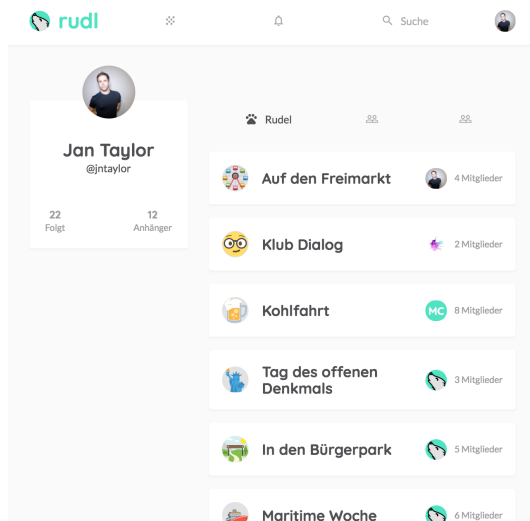 rudl
Suche
Jan Taylor
@jntaylor
22
Folgt
12
Anhänger
Rudel
Auf den Freimarkt
4 Mitglieder
Klub Dialog
2 Mitglieder
Kohlfahrt
MC
8 Mitglieder
Tag des offenen
Denkmals
3 Mitglieder
In den Bürgerpark
5 Mitglieder
Maritime Woche
6 Mitglieder